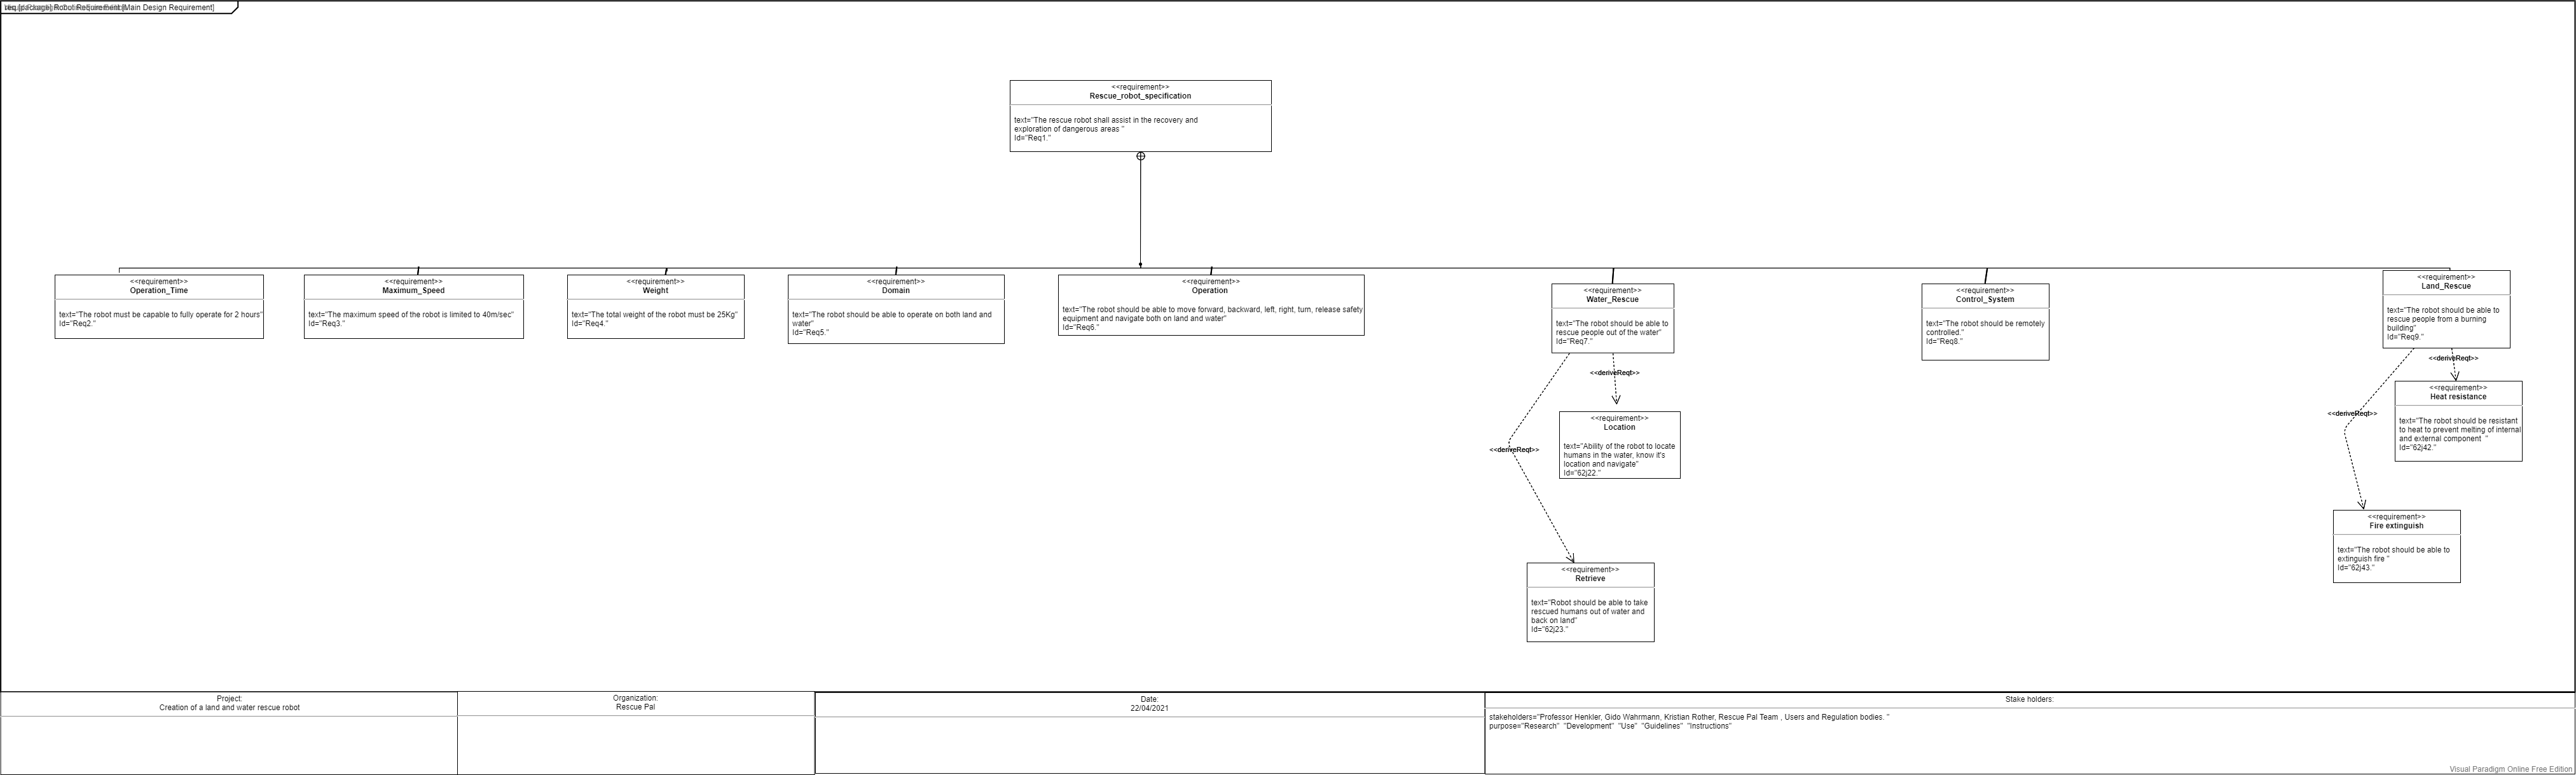 req [package] Robot Requirement [Main Design Requirement]
<<requirement>>
Rescue_robot_specification
text="The rescue robot shall assist in the recovery and
exploration of dangerous areas "
Id="Req1."
<<requirement>>
Operation_Time
text="The robot must be capable to fully operate for 2 hours"
Id="Req2."
<<requirement>>
Maximum_Speed
text="The maximum speed of the robot is limited to 40m/sec"
Id="Req3."
<<requirement>>
Weight
text="The total weight of the robot must be 25Kg"
Id="Req4."
<<requirement>>
Domain
text="The robot should be able to operate on both land and
water"
Id="Req5."
<<requirement>>
Operation
text="The robot should be able to move forward, backward, left, right, turn, release safety
equipment and navigate both on land and water"
Id="Req6."
<<requirement>>
Water_Rescue
text="The robot should be able to
rescue people out of the water"
Id="Req7."
<<requirement>>
Control_System
text="The robot should be remotely
controlled."
Id="Req8."
<<requirement>>
Land_Rescue
text="The robot should be able to
rescue people from a burning
building"
Id="Req9."
<<deriveReqt>>
<<deriveReqt>>
<<deriveReqt>>
<<deriveReqt>>
<<requirement>>
Heat resistance
text="The robot should be resistant
to heat to prevent melting of internal
and external component  "
Id="62j42."
<<requirement>>
Location
text="Ability of the robot to locate
humans in the water, know it's
location and navigate"
Id="62j22."
<<requirement>>
Fire extinguish
text="The robot should be able to
extinguish fire "
Id="62j43."
<<requirement>>
Retrieve
text="Robot should be able to take
rescued humans out of water and
back on land"
Id="62j23."
Project:
Creation of a land and water rescue robot
Organization:
Rescue Pal
Date:
22/04/2021
Stake holders:
stakeholders="Professor Henkler, Gido Wahrmann, Kristian Rother, Rescue Pal Team , Users and Regulation bodies. "
purpose="Research"  "Development"  "Use"  "Guidelines"  "Instructions"
Visual Paradigm Online Free Edition